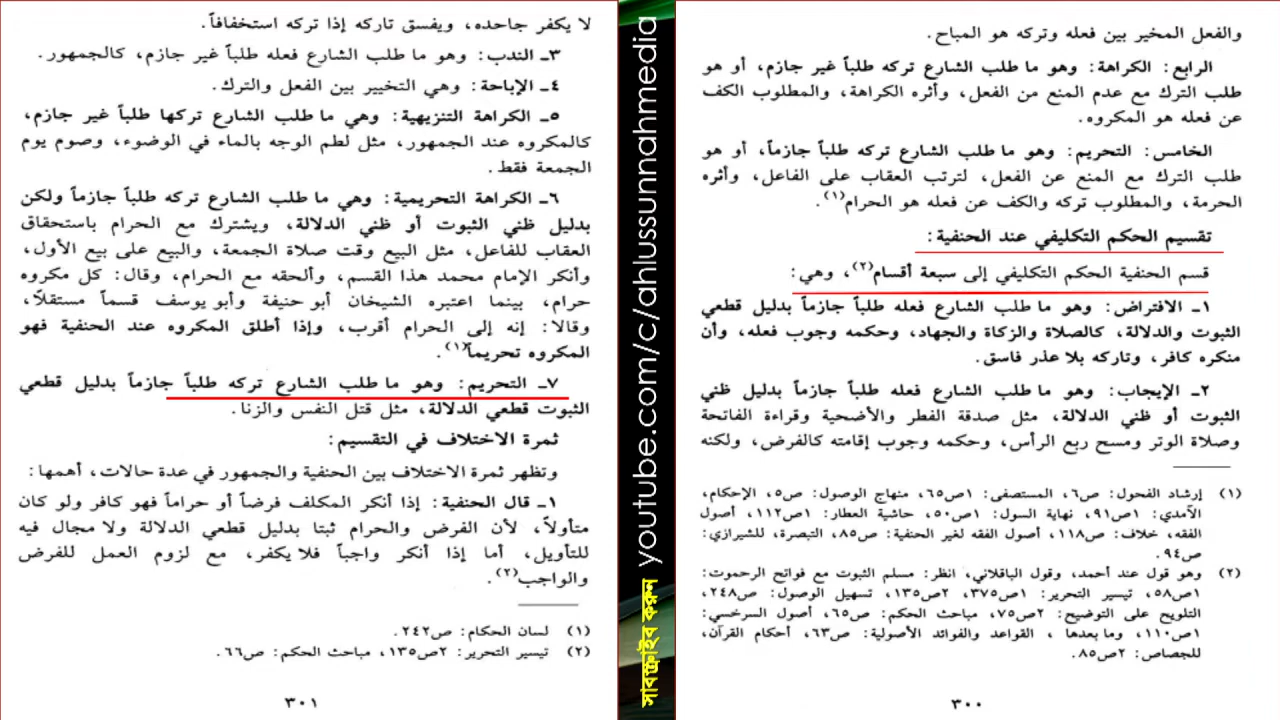 والفعل المخير بين فعله وتركه هو المباح.
الرابع: الكراهة: وهو ما طلب الشارع تركه طلباً غير جازم، أو هو
طلب الترك مع عدم المنع من الفعل، وأثره الكراهة، والمطلوب الكف
عن فعله هو المكروه.
الخامس: التحريم: وهو ما طلب الشارع تركه طلباً جازماً، أو هو
طلب الترك مع المنع عن الفعل، لترتب العقاب على الفاعل، وأثره
الحرمة، والمطلوب تركه والكف عن فعله هو الحرام(١).
تقسيم الحكم التكليفي عند الحنفية:
قسم الحنفية الحكم التكليفي إلى سبعة أقسام(٢)، وهي:
١ـ الافتراض: وهو ما طلب الشارع فعله طلباً جازماً بدليل قطعي
الثبوت والدلالة، كالصلاة والزكاة والجهاد، وحكمه وجوب فعله، وأن
منكره كافر، وتاركه بلا عذر فاسق.
٢ـ الإيجاب: وهو ما طلب الشارع فعله طلباً جازماً بدليل ظني
الثبوت أو ظني الدلالة، مثل صدقة الفطر والأضحية وقراءة الفاتحة
وصلاة الوتر ومسح ربع الرأس، وحكمه وجوب إقامته كالفرض، ولكنه
(١) إرشاد الفحول: ص٦، المستصفى: ١ص٦٥، منهاج الوصول: ص٥، الإحكام،
الآمدي: ١ص٩١، نهاية السول: ١ص٥٠، حاشية العطار: ١ص١١٢، أصول
الفقه، خلاف: ص١١٨، أصول الفقه لغير الحنفية: ص٨٥، التبصرة، للشيرازي:
ص٩٤.
(٢) وهو قول عند أحمد، وقول الباقلاني، انظر: مسلم الثبوت مع فواتح الرحموت:
١ص٥٨، تيسير التحرير: ١ص٣٧٥، ٢ص١٣٥، تسهيل الوصول: ص٢٤٨،
التلويح على التوضيح: ٢ص٧٥، مباحث الحكم: ص٦٥، أصول السرخسي:
١ص١١٠، وما بعدها ، القواعد والفوائد الأصولية: ص٦٣، أحكام القرآن،
للجصاص: ٢ص٨٥.
٣٠٠
youtube.com/c/ahlussunnahmedia
সাবস্ক্রাইব করুন
لا يكفر جاحده، ويفسق تاركه إذا تركه استخفافاً.
٣ـ الندب: وهو ما طلب الشارع فعله طلباً غير جازم، كالجمهور.
٤ـ الإباحة: وهي التخيير بين الفعل والترك.
٥ـ الكراهة التنزيهية: وهي ما طلب الشارع تركها طلباً غير جازم،
كالمكروه عند الجمهور، مثل لطم الوجه بالماء في الوضوء، وصوم يوم
الجمعة فقط.
٦ـ الكراهة التحريمية: وهي ما طلب الشارع تركه طلباً جازماً ولكن
بدليل ظني الثبوت أو ظني الدلالة، ويشترك مع الحرام باستحقاق
العقاب للفاعل، مثل البيع وقت صلاة الجمعة، والبيع على بيع الأول،
وأنكر الإمام محمد هذا القسم، وألحقه مع الحرام، وقال: كل مكروه
حرام، بينما اعتبره الشيخان أبو حنيفة وأبو يوسف قسماً مستقلاً،
وقالا: إنه إلى الحرام أقرب، وإذا أطلق المكروه عند الحنفية فهو
المكروه تحريماً(١).
٧ـ التحريم: وهو ما طلب الشارع تركه طلباً جازماً بدليل قطعي
الثبوت قطعي الدلالة، مثل قتل النفس والزنا.
ثمرة الاختلاف في التقسيم:
وتظهر ثمرة الاختلاف بين الحنفية والجمهور في عدة حالات، أهمها:
١ـ قال الحنفية: إذا أنكر المكلف فرضاً أو حراماً فهو كافر ولو كان
متأولاً، لأن الفرض والحرام ثبتا بدليل قطعي الدلالة ولا مجال فيه
للتأويل، أما إذا أنكر واجباً فلا يكفر، مع لزوم العمل للفرض
والواجب(٢).
(١) لسان الحكام: ص٢٤٢.
(٢) تيسير التحرير: ٢ص١٣٥، مباحث الحكم: ص٦٦.
٣٠١